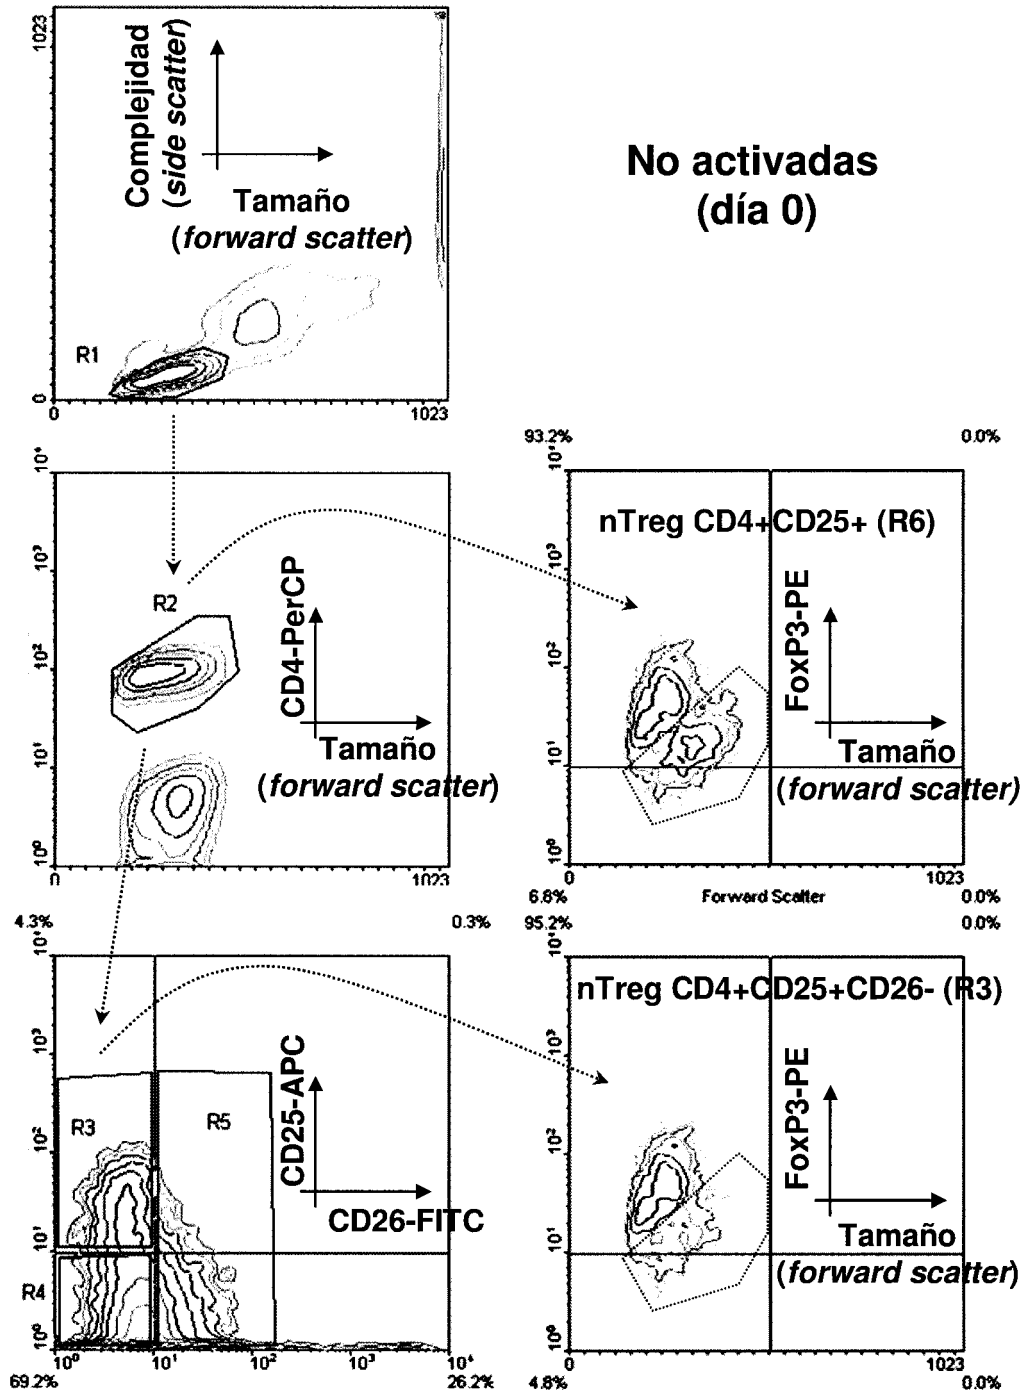 1023
Complejidad
(side scatter)
Tamaño
(forward scatter)
R1
0
0
1023
No activadas
(día 0)
10⁴
10³
10²
10¹
10⁰
R2
CD4-PerCP
Tamaño
(forward scatter)
0
1023
93.2%
0.0%
10⁴
10³
10²
10¹
10⁰
nTreg CD4+CD25+ (R6)
FoxP3-PE
Tamaño
(forward scatter)
0
1023
6.8%
Forward Scatter
0.0%
4.3%
0.3%
10⁴
10³
10²
10¹
10⁰
R3
R5
R4
CD25-APC
CD26-FITC
10⁰
10¹
10²
10³
10⁴
69.2%
26.2%
95.2%
0.0%
10⁴
10³
10²
10¹
10⁰
nTreg CD4+CD25+CD26- (R3)
FoxP3-PE
Tamaño
(forward scatter)
0
1023
4.8%
0.0%